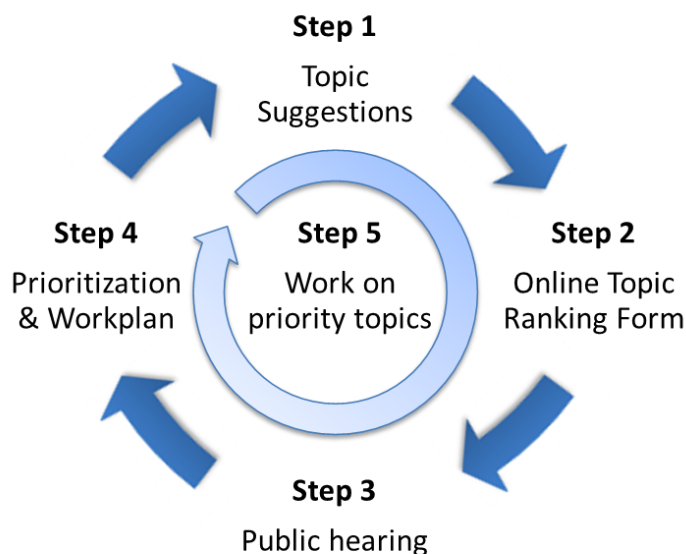 Step 1
Topic
Suggestions
Step 2
Online Topic
Ranking Form
Step 3
Public hearing
Step 4
Prioritization
& Workplan
Step 5
Work on
priority topics